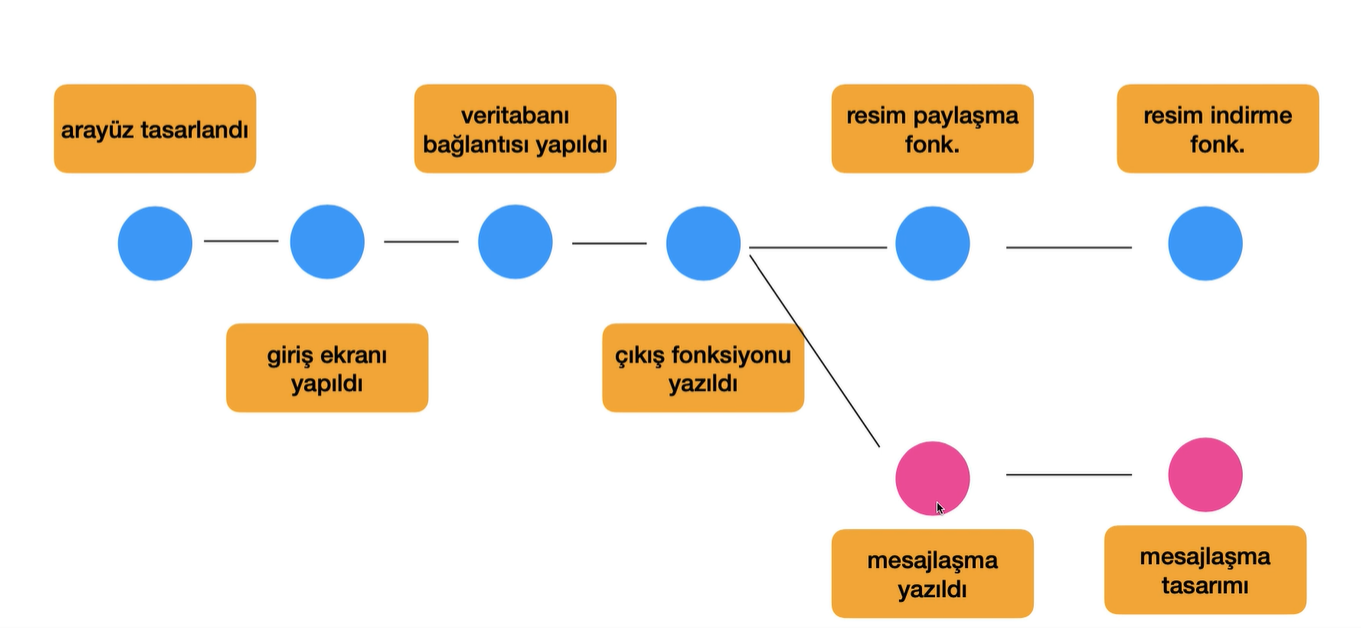 arayüz tasarlandı
veritabanı
bağlantısı yapıldı
resim paylaşma
fonk.
resim indirme
fonk.
giriş ekranı
yapıldı
çıkış fonksiyonu
yazıldı
mesajlaşma
yazıldı
mesajlaşma
tasarımı